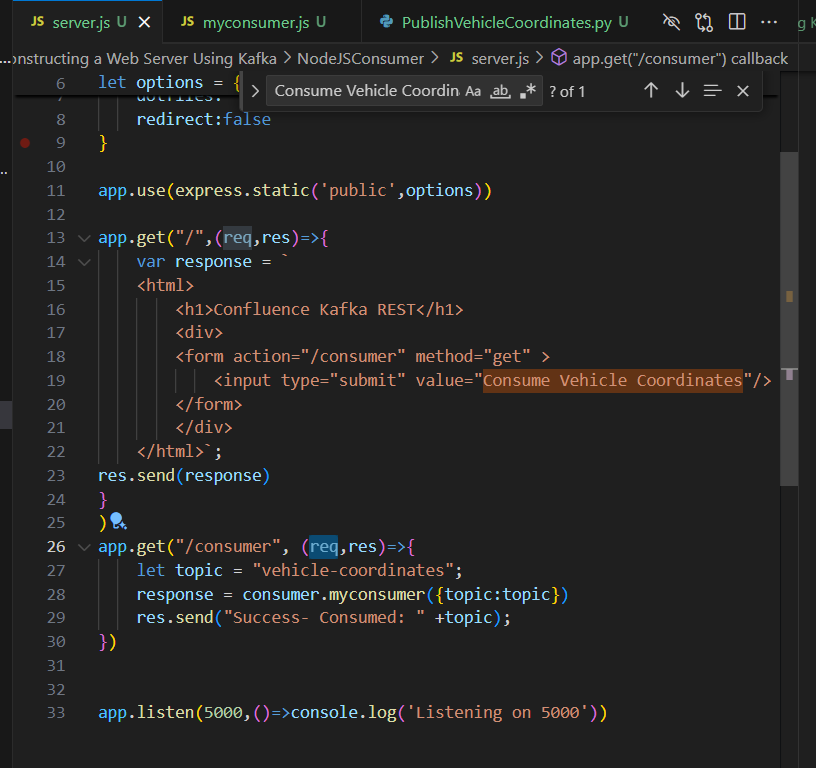 JS server.js U
JS myconsumer.js U
PublishVehicleCoordinates.py U
onstructing a Web Server Using Kafka > NodeJSConsumer > JS server.js > app.get("/consumer") callback
Consume Vehicle Coordin Aa ab .* ? of 1
6 let options = {
8 redirect:false
9 }
10
11 app.use(express.static('public',options))
12
13 app.get("/",(req,res)=>{
14 var response = `
15 <html>
16 <h1>Confluence Kafka REST</h1>
17 <div>
18 <form action="/consumer" method="get" >
19 <input type="submit" value="Consume Vehicle Coordinates"/>
20 </form>
21 </div>
22 </html>`;
23 res.send(response)
24 }
25 )
26 app.get("/consumer", (req,res)=>{
27 let topic = "vehicle-coordinates";
28 response = consumer.myconsumer({topic:topic})
29 res.send("Success- Consumed: " +topic);
30 })
31
32
33 app.listen(5000,()=>console.log('Listening on 5000'))